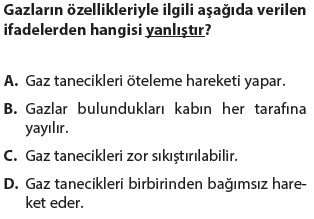 Gazların özellikleriyle ilgili aşağıda verilen
ifadelerden hangisi yanlıştır?
A. Gaz tanecikleri öteleme hareketi yapar.
B. Gazlar bulundukları kabın her tarafına
yayılır.
C. Gaz tanecikleri zor sıkıştırılabilir.
D. Gaz tanecikleri birbirinden bağımsız hare-
ket eder.